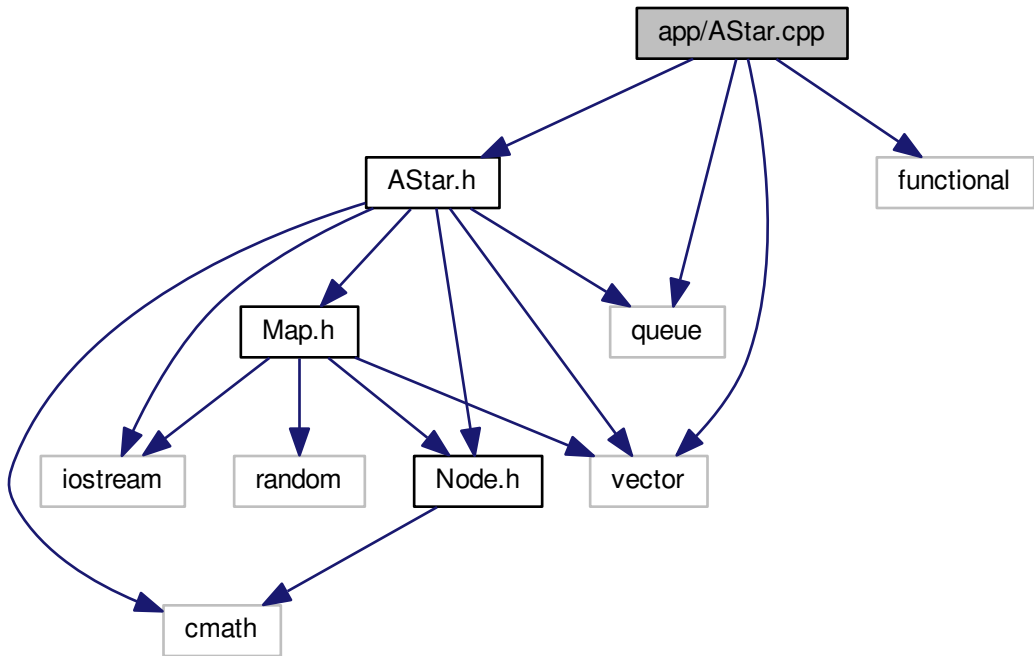 app/AStar.cpp
AStar.h
functional
Map.h
queue
iostream
random
Node.h
vector
cmath